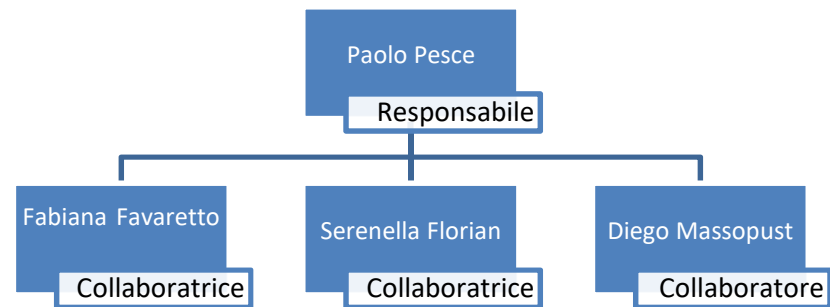 Paolo Pesce
Responsabile
Fabiana Favaretto
Collaboratrice
Serenella Florian
Collaboratrice
Diego Massopust
Collaboratore